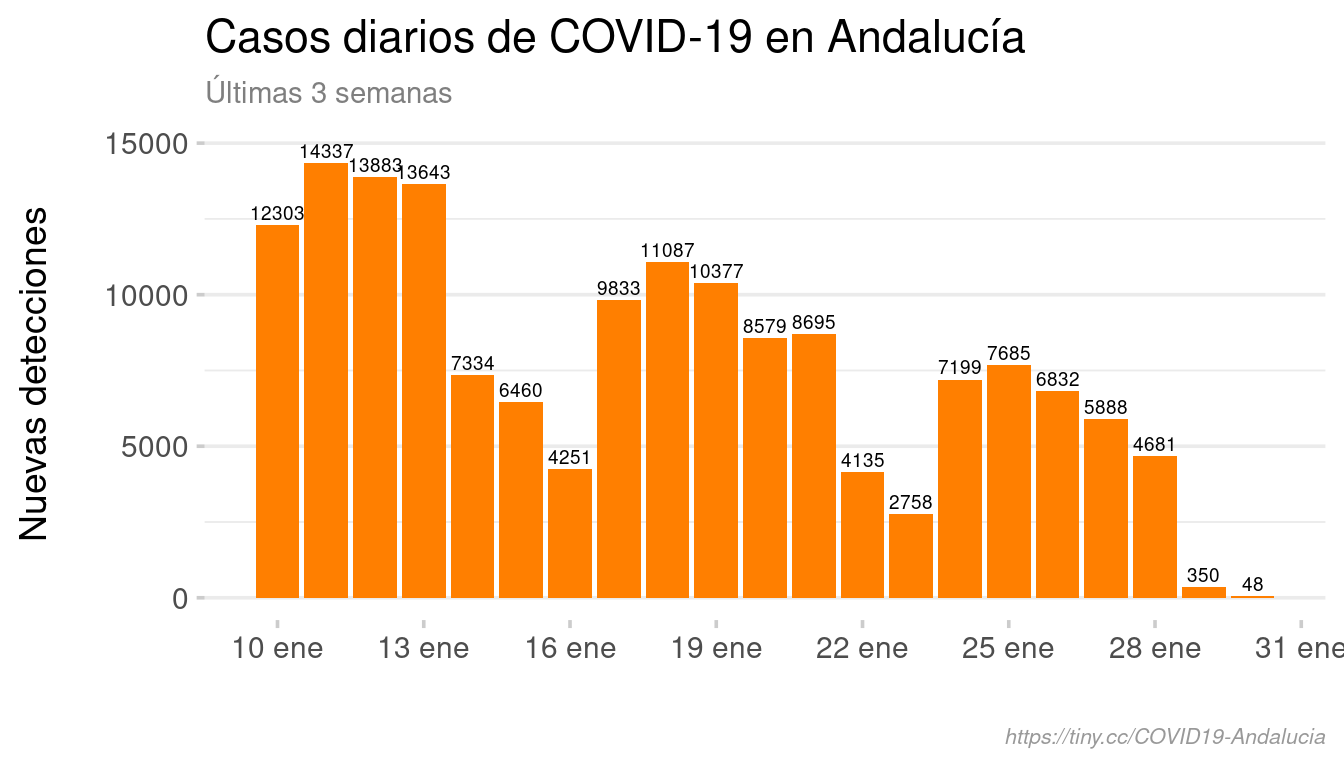 Casos diarios de COVID-19 en Andalucía
Últimas 3 semanas
Nuevas detecciones
15000
10000
5000
0
12303
14337
13883
13643
7334
6460
4251
9833
11087
10377
8579
8695
4135
2758
7199
7685
6832
5888
4681
350
48
10 ene
13 ene
16 ene
19 ene
22 ene
25 ene
28 ene
31 ene
https://tiny.cc/COVID19-Andalucia